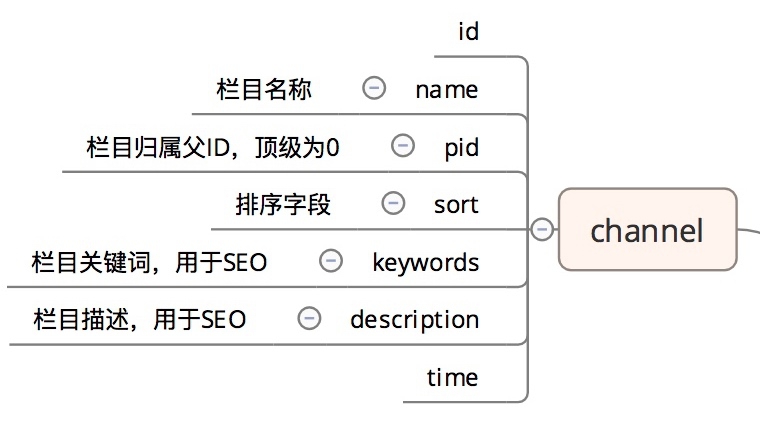 id
栏目名称 name
栏目归属父ID，顶级为0 pid
排序字段 sort
channel
栏目关键词，用于SEO keywords
栏目描述，用于SEO description
time